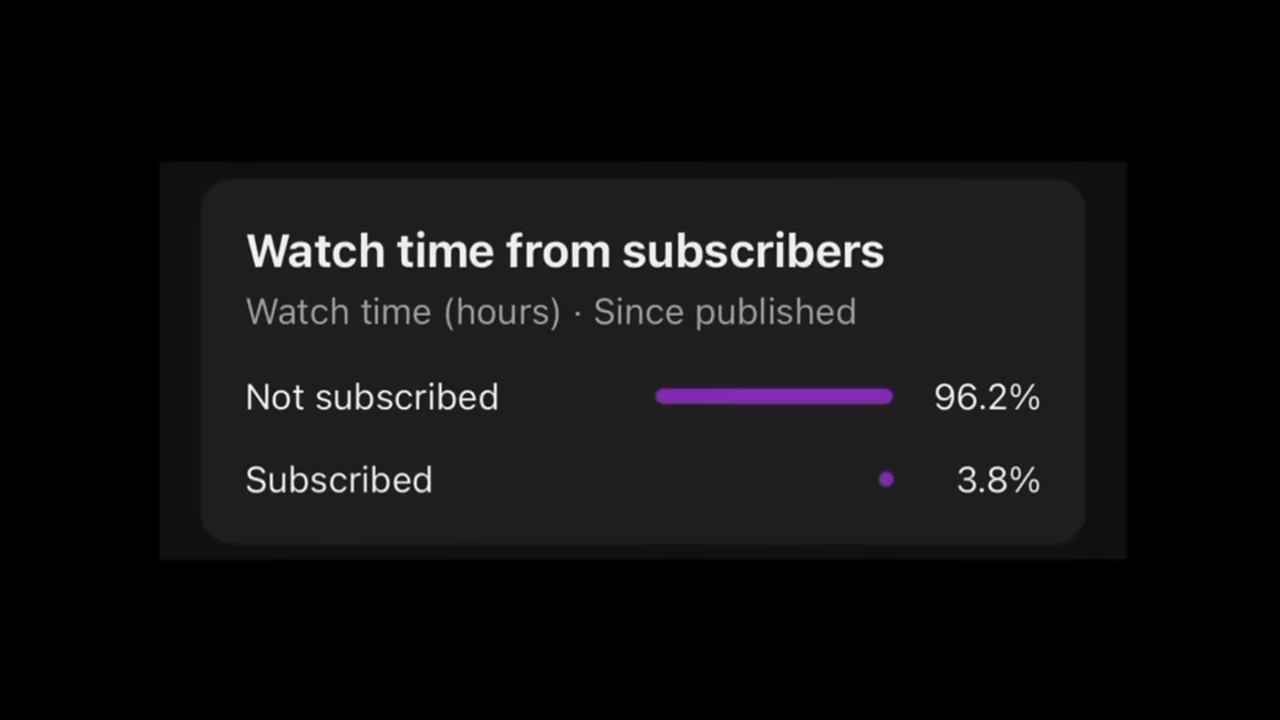 Watch time from subscribers
Watch time (hours) · Since published
Not subscribed 96.2%
Subscribed 3.8%